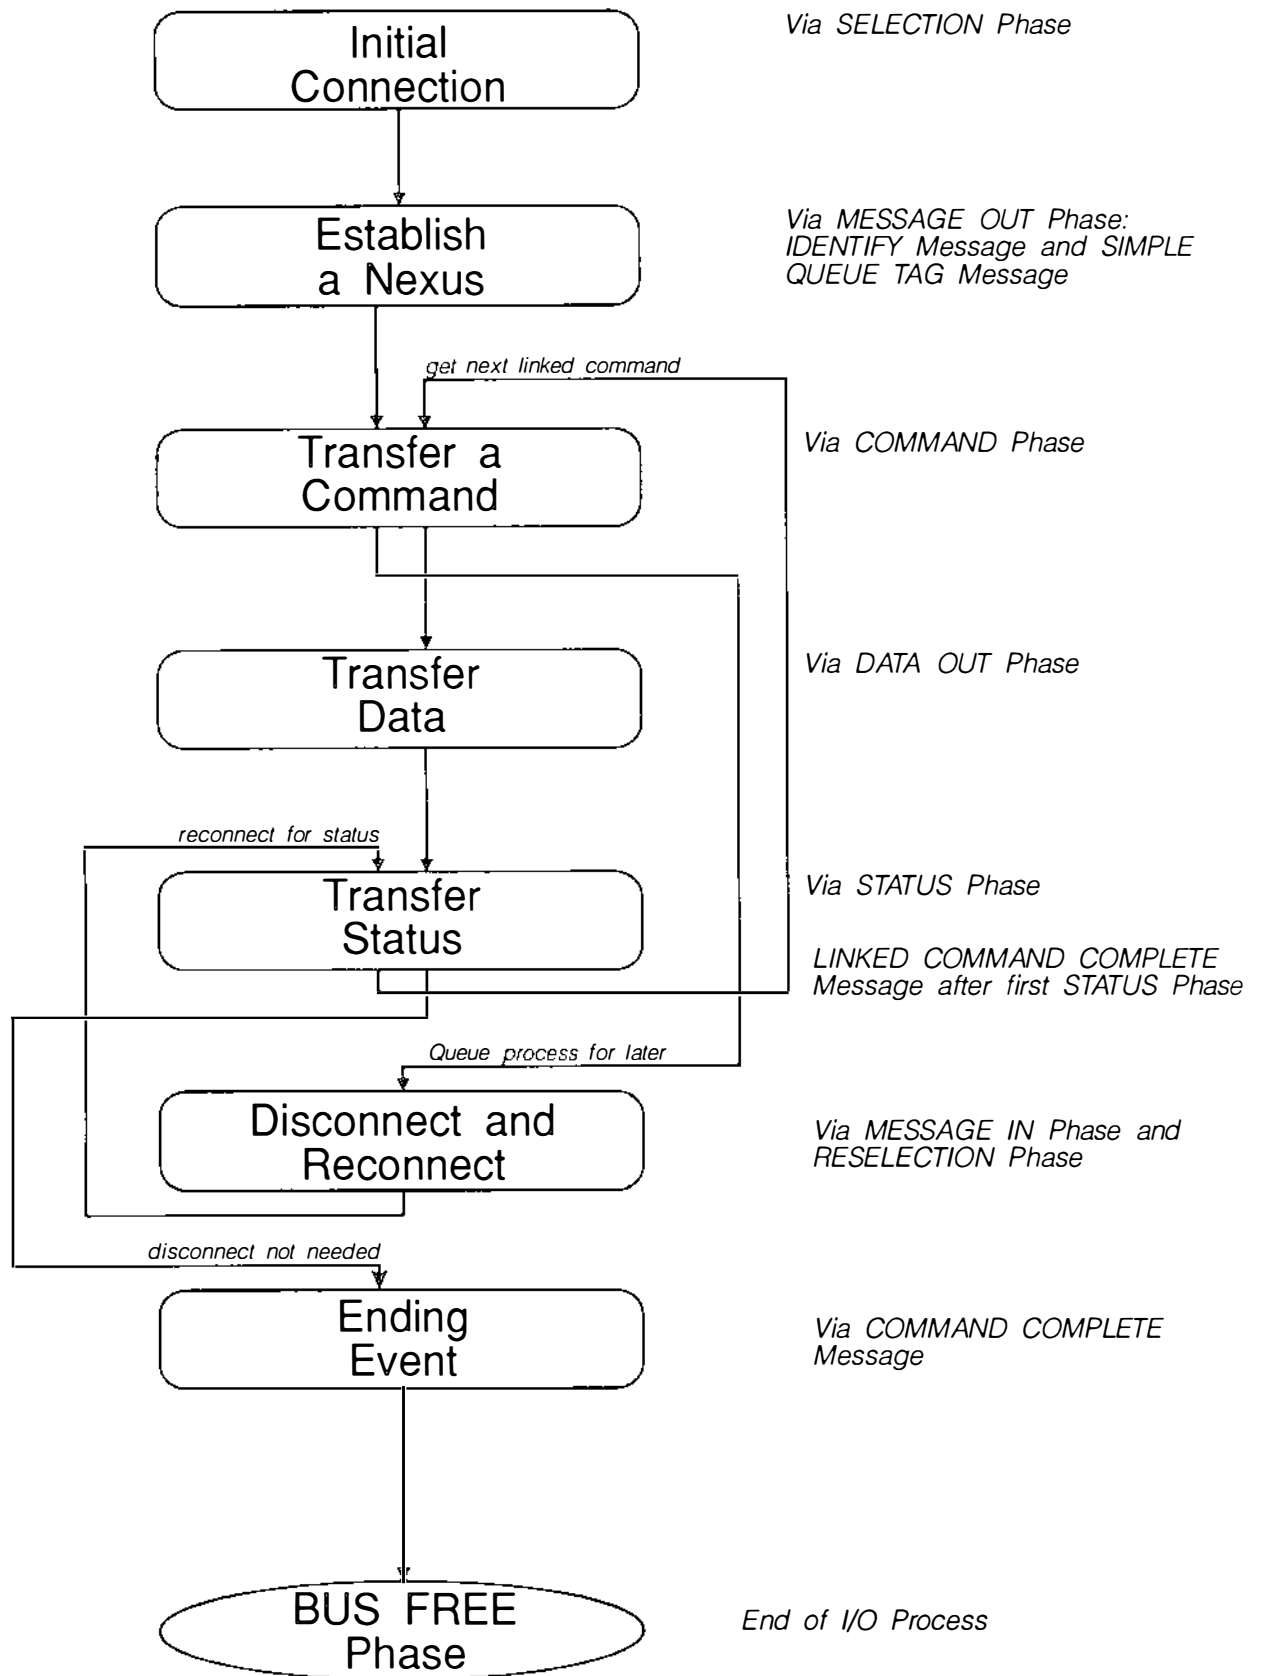 Initial
Connection
Via SELECTION Phase
Establish
a Nexus
Via MESSAGE OUT Phase:
IDENTIFY Message and SIMPLE
QUEUE TAG Message
get next linked command
Transfer a
Command
Via COMMAND Phase
Transfer
Data
Via DATA OUT Phase
reconnect for status
Transfer
Status
Via STATUS Phase
LINKED COMMAND COMPLETE
Message after first STATUS Phase
Queue process for later
Disconnect and
Reconnect
Via MESSAGE IN Phase and
RESELECTION Phase
disconnect not needed
Ending
Event
Via COMMAND COMPLETE
Message
BUS FREE
Phase
End of I/O Process